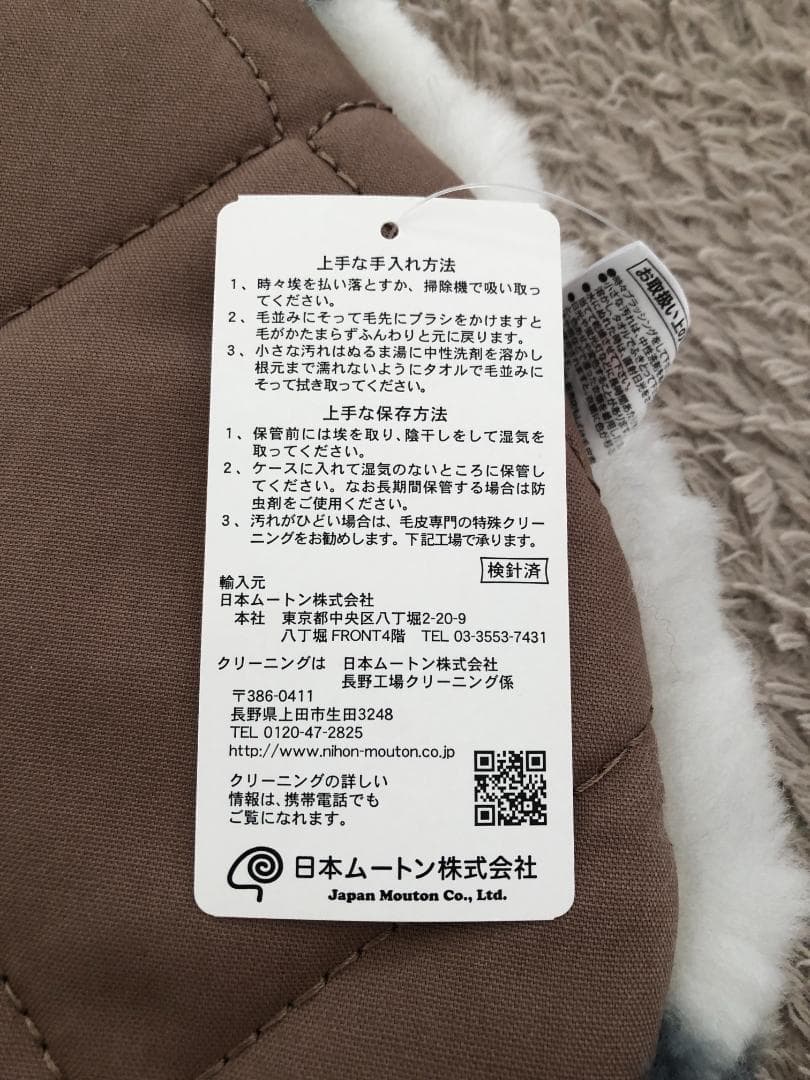 上手な手入れ方法
1、時々埃を払い落とすか、掃除機で吸い取っ
てください。
2、毛並みにそって毛先にブラシをかけますと
毛がかたまらずふんわりと元に戻ります。
3、小さな汚れはぬるま湯に中性洗剤を溶かし
根元まで濡れないようにタオルで毛並みに
そって拭き取ってください。
上手な保存方法
1、保管前には埃を取り、陰干しをして湿気を
取ってください。
2、ケースに入れて湿気のないところに保管し
てください。なお長期間保管する場合は防
虫剤をご使用ください。
3、汚れがひどい場合は、毛皮専門の特殊クリー
ニングをお勧めします。下記工場で承ります。
検針済
輸入元
日本ムートン株式会社
本社 東京都中央区八丁堀2-20-9
八丁堀 FRONT4階 TEL 03-3553-7431
クリーニングは 日本ムートン株式会社
長野工場クリーニング係
〒386-0411
長野県上田市生田3248
TEL 0120-47-2825
http://www.nihon-mouton.co.jp
クリーニングの詳しい
情報は、携帯電話でも
ご覧になれます。
日本ムートン株式会社
Japan Mouton Co., Ltd.
お取扱い上の